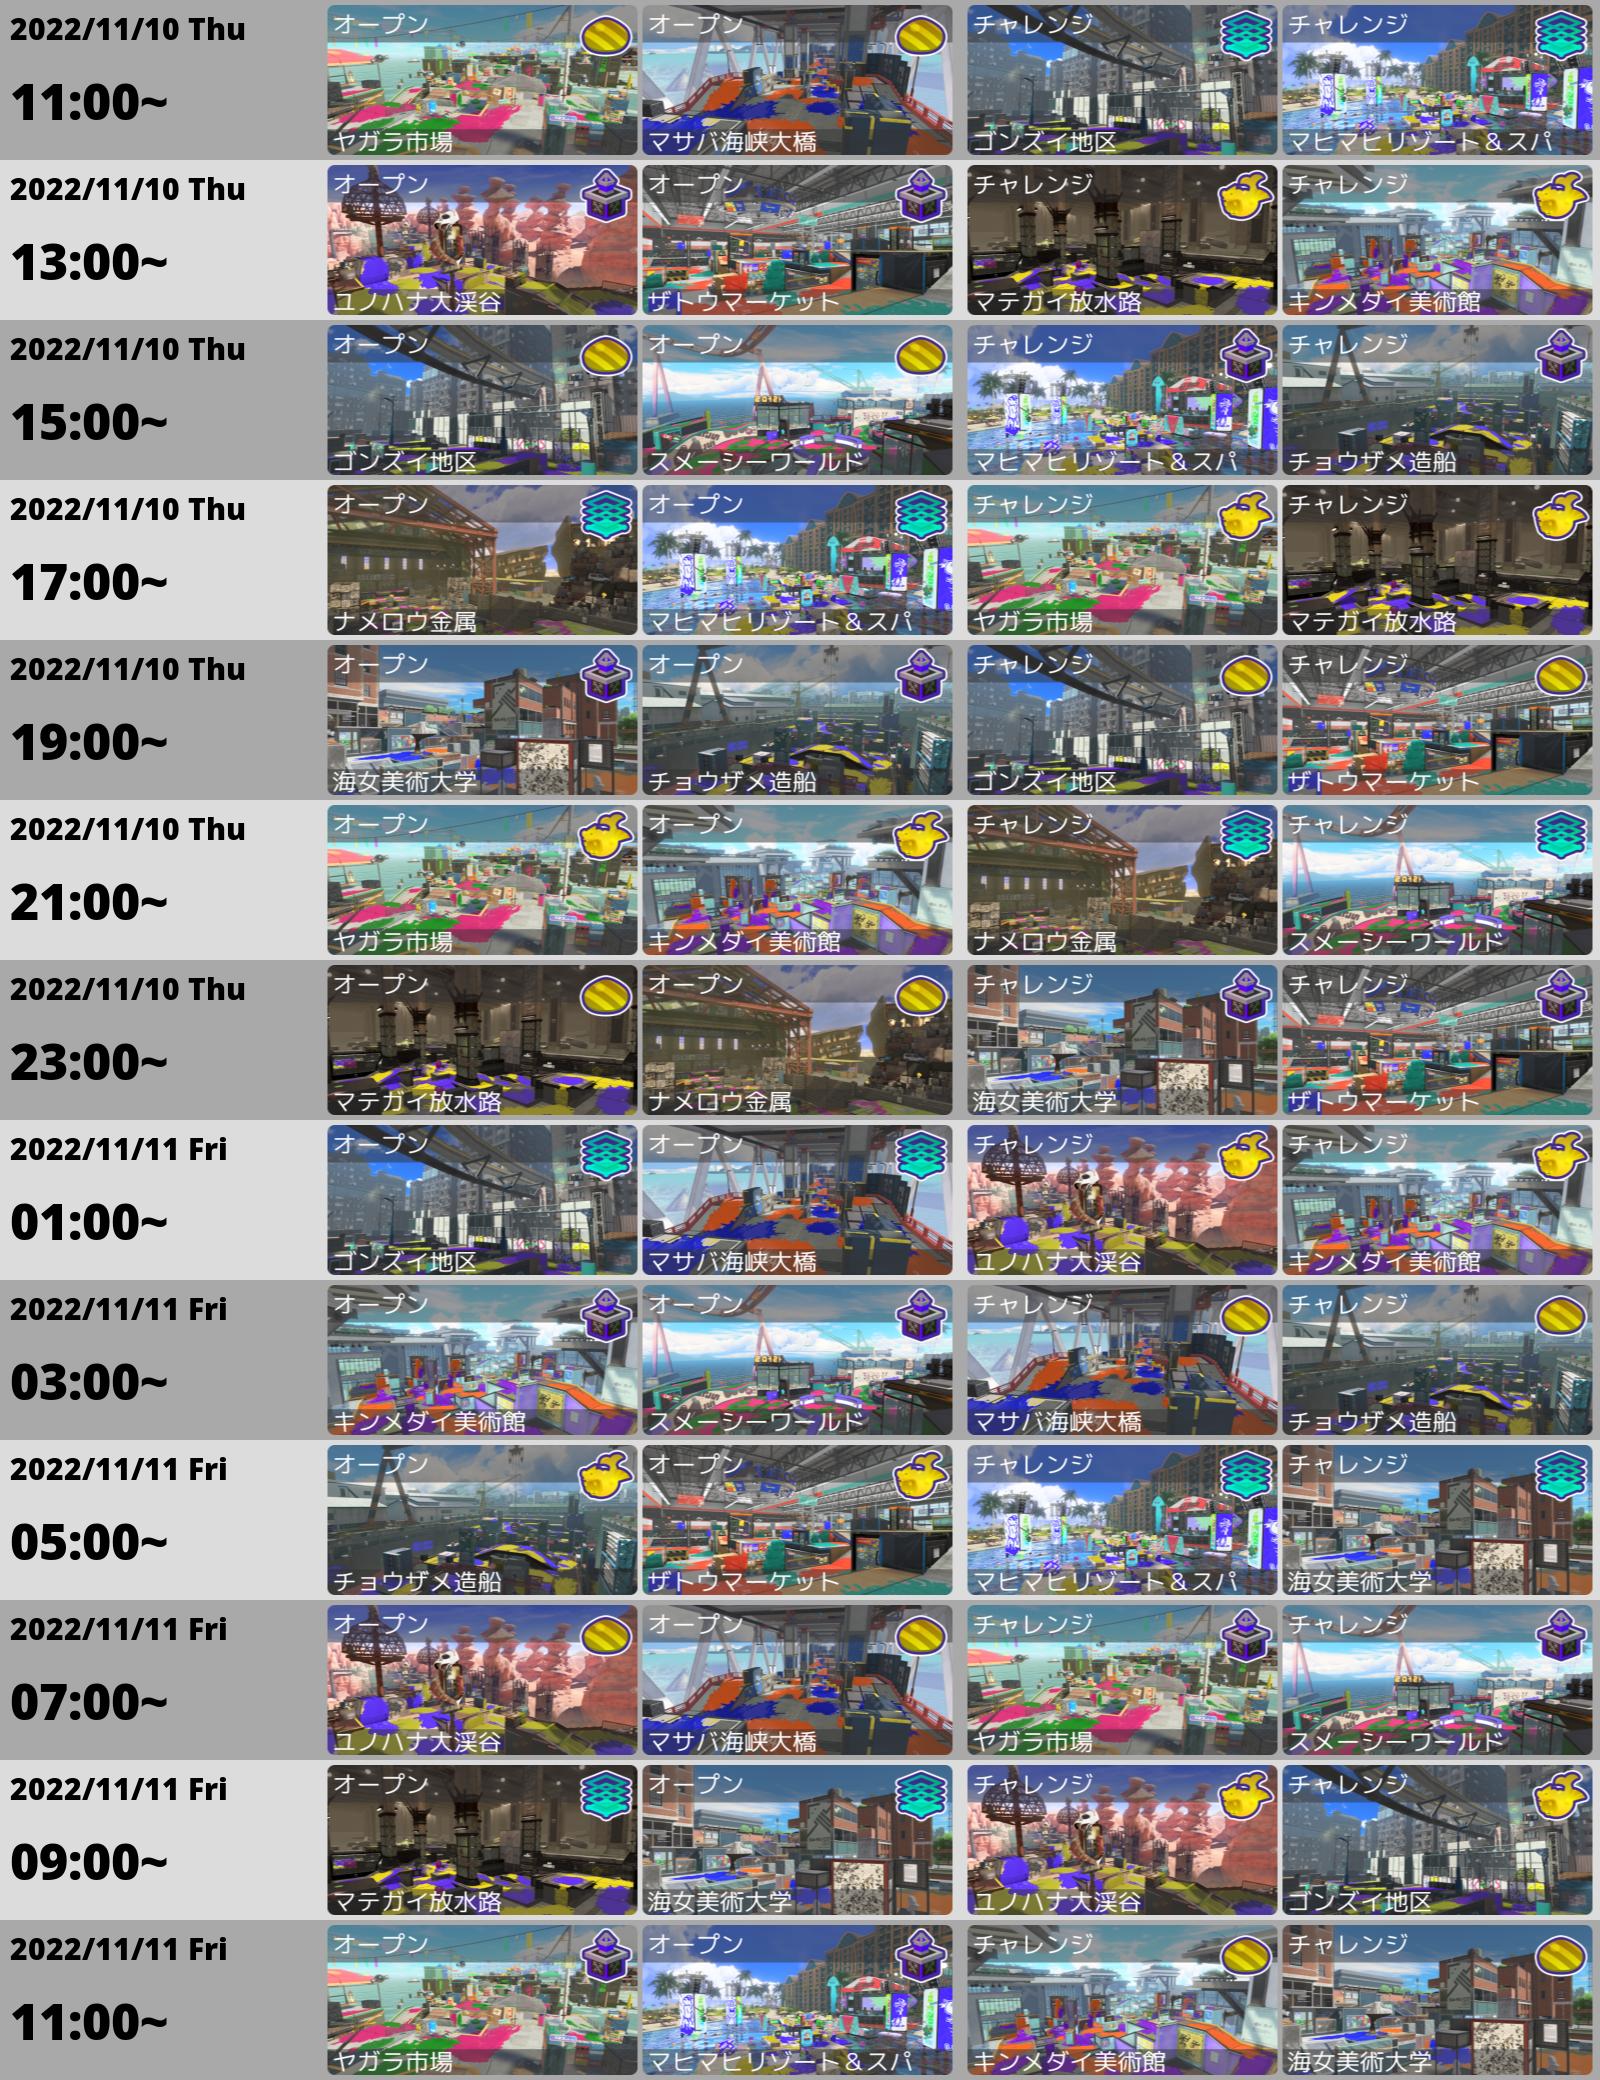 2022/11/10 Thu
11:00~
オープン
ヤガラ市場
オープン
マサバ海峡大橋
チャレンジ
ゴンズイ地区
チャレンジ
マヒマヒリゾート＆スパ
2022/11/10 Thu
13:00~
オープン
ユノハナ大渓谷
オープン
ザトウマーケット
チャレンジ
マテガイ放水路
チャレンジ
キンメダイ美術館
2022/11/10 Thu
15:00~
オープン
ゴンズイ地区
オープン
スメーシーワールド
チャレンジ
マヒマヒリゾート＆スパ
チャレンジ
チョウザメ造船
2022/11/10 Thu
17:00~
オープン
ナメロウ金属
オープン
マヒマヒリゾート＆スパ
チャレンジ
ヤガラ市場
チャレンジ
マテガイ放水路
2022/11/10 Thu
19:00~
オープン
海女美術大学
オープン
チョウザメ造船
チャレンジ
ゴンズイ地区
チャレンジ
ザトウマーケット
2022/11/10 Thu
21:00~
オープン
ヤガラ市場
オープン
キンメダイ美術館
チャレンジ
ナメロウ金属
チャレンジ
スメーシーワールド
2022/11/10 Thu
23:00~
オープン
マテガイ放水路
オープン
ナメロウ金属
チャレンジ
海女美術大学
チャレンジ
ザトウマーケット
2022/11/11 Fri
01:00~
オープン
ゴンズイ地区
オープン
マサバ海峡大橋
チャレンジ
ユノハナ大渓谷
チャレンジ
キンメダイ美術館
2022/11/11 Fri
03:00~
オープン
キンメダイ美術館
オープン
スメーシーワールド
チャレンジ
マサバ海峡大橋
チャレンジ
チョウザメ造船
2022/11/11 Fri
05:00~
オープン
チョウザメ造船
オープン
ザトウマーケット
チャレンジ
マヒマヒリゾート＆スパ
チャレンジ
海女美術大学
2022/11/11 Fri
07:00~
オープン
ユノハナ大渓谷
オープン
マサバ海峡大橋
チャレンジ
ヤガラ市場
チャレンジ
スメーシーワールド
2022/11/11 Fri
09:00~
オープン
マテガイ放水路
オープン
海女美術大学
チャレンジ
ユノハナ大渓谷
チャレンジ
ゴンズイ地区
2022/11/11 Fri
11:00~
オープン
ヤガラ市場
オープン
マヒマヒリゾート＆スパ
チャレンジ
キンメダイ美術館
チャレンジ
海女美術大学